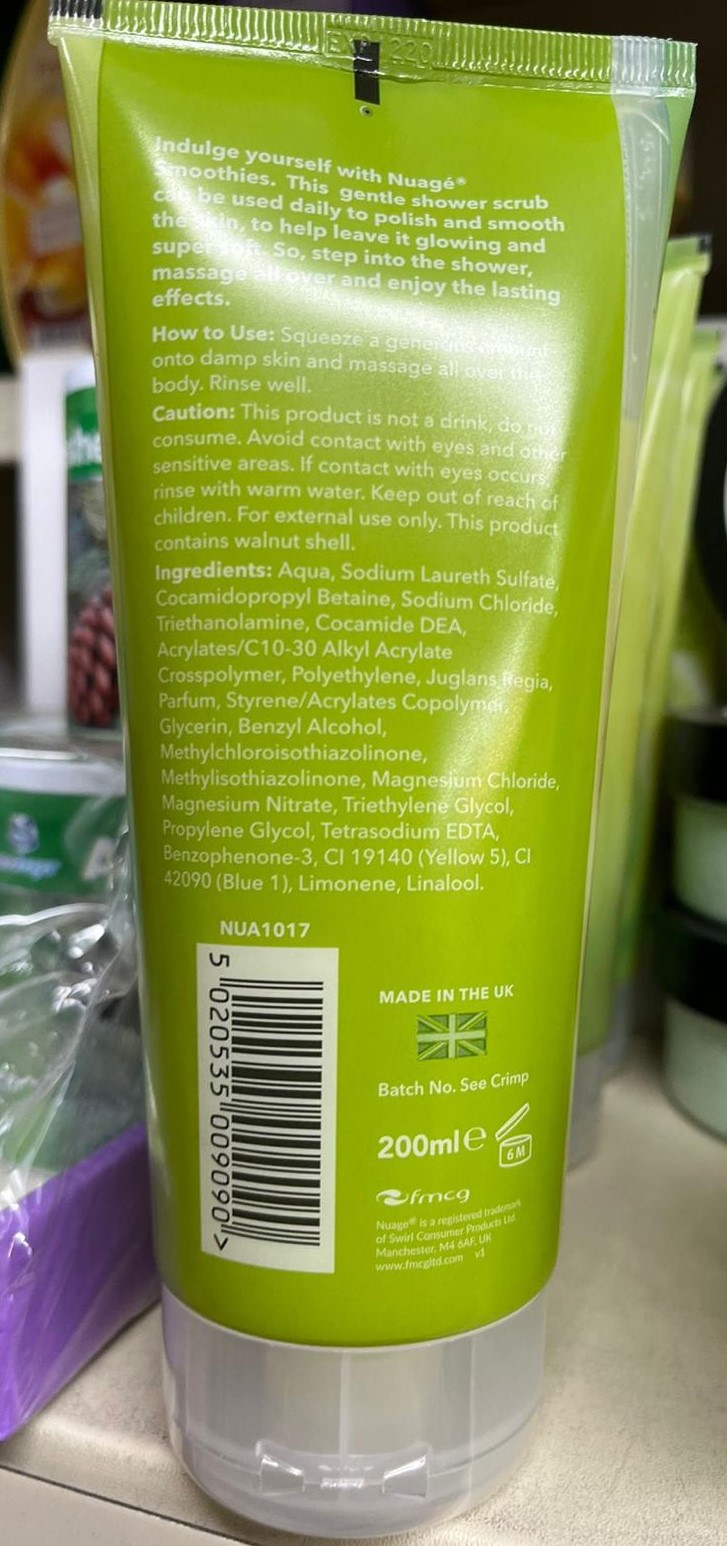 Indulge yourself with Nuagé®
Smoothies. This gentle shower scrub
can be used daily to polish and smooth
the skin, to help leave it glowing and
super soft. So, step into the shower,
massage all over and enjoy the lasting
effects.
How to Use: Squeeze a generous amount
onto damp skin and massage all over the
body. Rinse well.
Caution: This product is not a drink, do not
consume. Avoid contact with eyes and other
sensitive areas. If contact with eyes occurs,
rinse with warm water. Keep out of reach of
children. For external use only. This product
contains walnut shell.
Ingredients: Aqua, Sodium Laureth Sulfate,
Cocamidopropyl Betaine, Sodium Chloride,
Triethanolamine, Cocamide DEA,
Acrylates/C10-30 Alkyl Acrylate
Crosspolymer, Polyethylene, Juglans Regia,
Parfum, Styrene/Acrylates Copolymer,
Glycerin, Benzyl Alcohol,
Methylchloroisothiazolinone,
Methylisothiazolinone, Magnesium Chloride,
Magnesium Nitrate, Triethylene Glycol,
Propylene Glycol, Tetrasodium EDTA,
Benzophenone-3, CI 19140 (Yellow 5), CI
42090 (Blue 1), Limonene, Linalool.
NUA1017
5 020535 009090 >
MADE IN THE UK
Batch No. See Crimp
200ml e
6M
fmcg
Nuage® is a registered trademark
of Swirl Consumer Products Ltd.
Manchester, M4 6AF, UK
www.fmcgltd.com v1